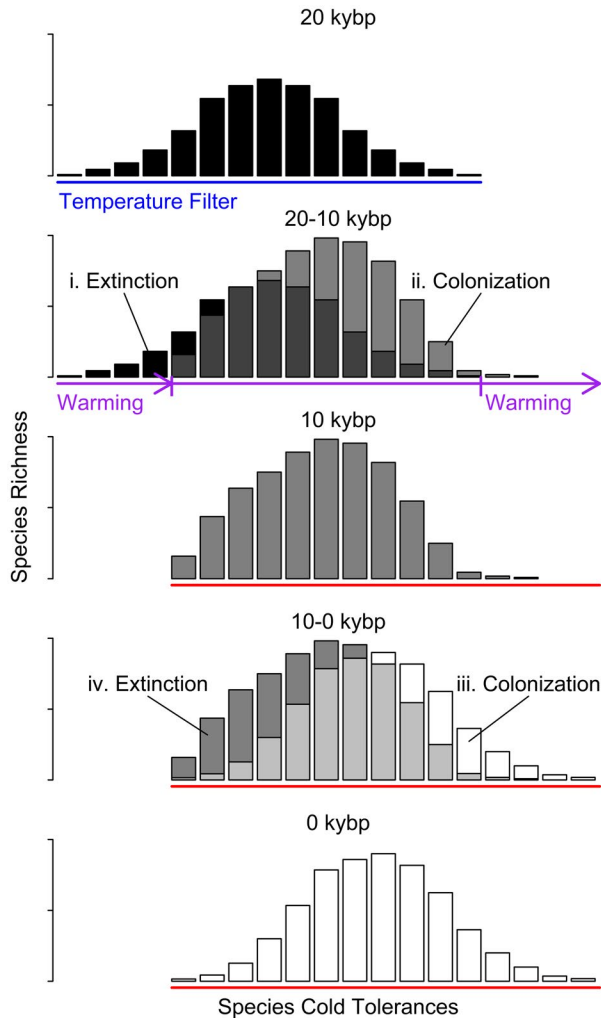 20 kybp
Temperature Filter
20-10 kybp
i. Extinction
ii. Colonization
Warming
Warming
Species Richness
10 kybp
10-0 kybp
iv. Extinction
iii. Colonization
0 kybp
Species Cold Tolerances